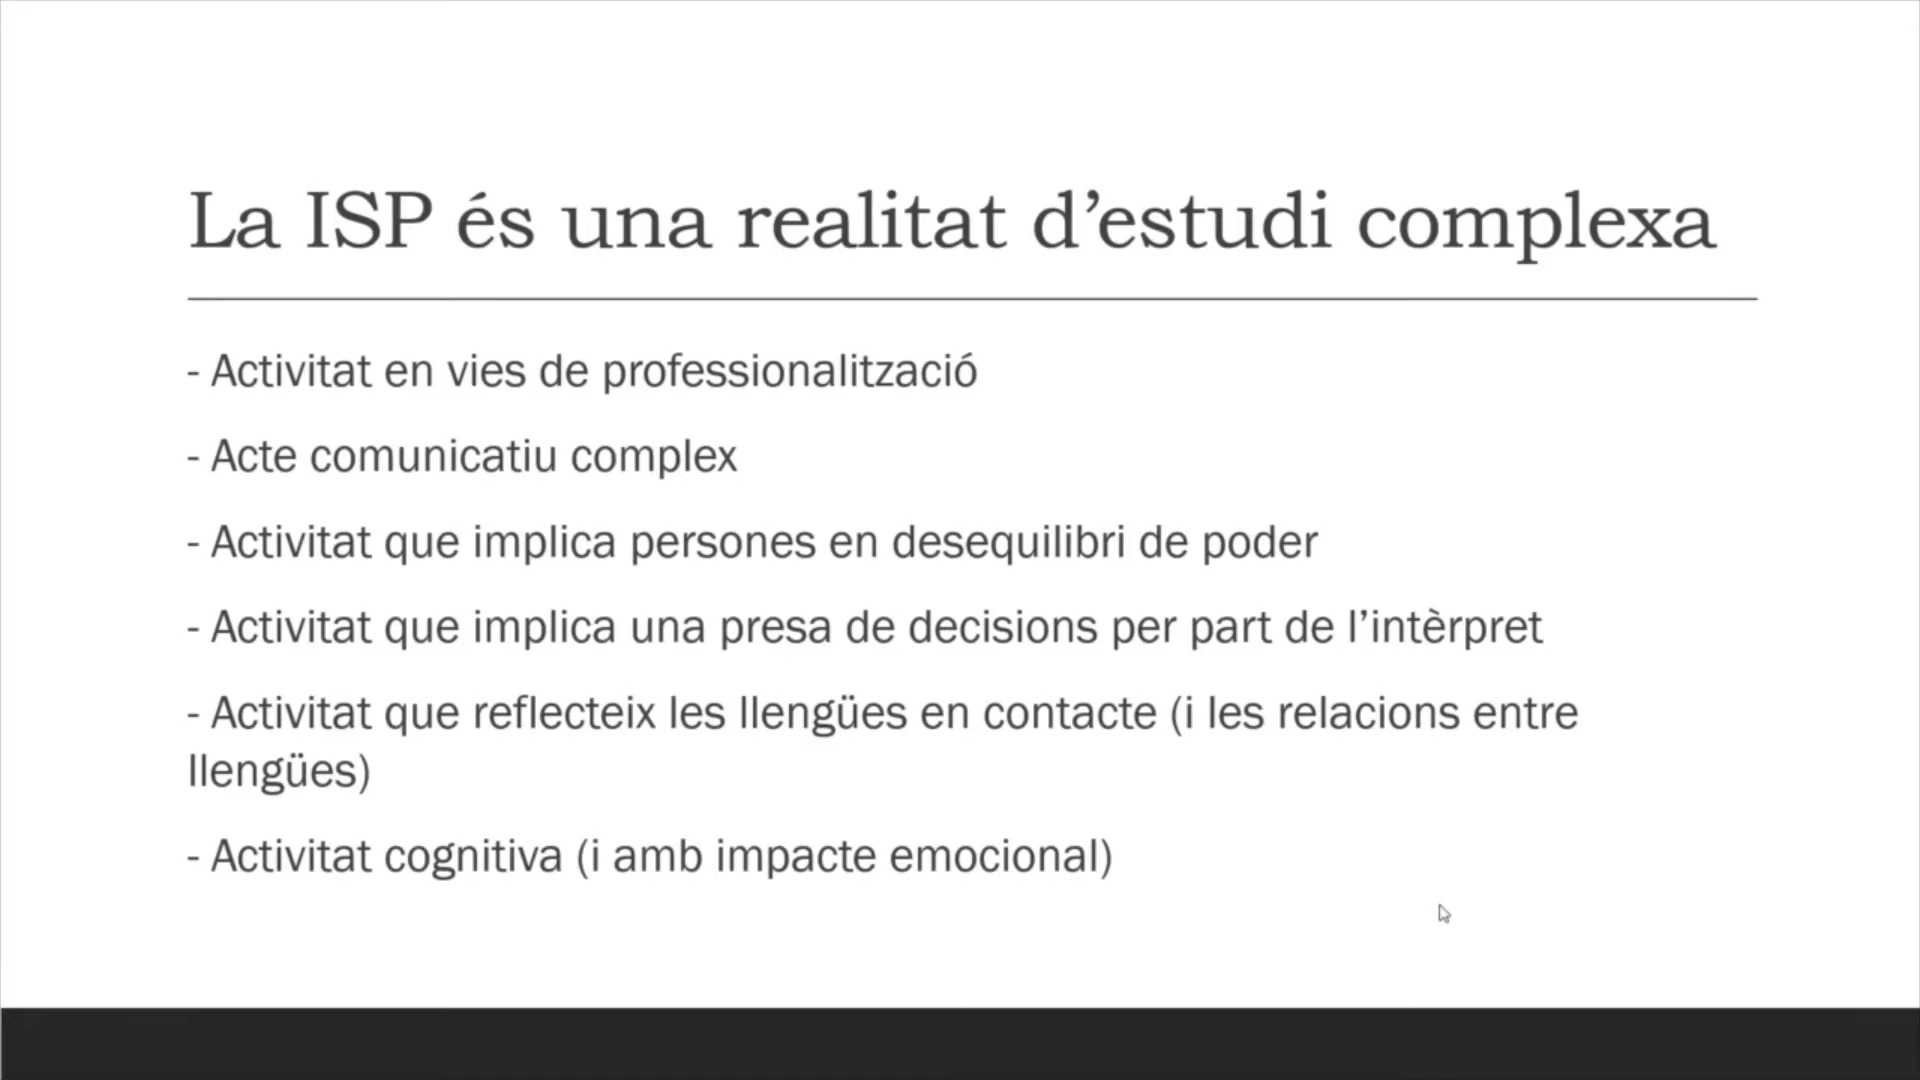 La ISP és una realitat d’estudi complexa
- Activitat en vies de professionalització
- Acte comunicatiu complex
- Activitat que implica persones en desequilibri de poder
- Activitat que implica una presa de decisions per part de l’intèrpret
- Activitat que reflecteix les llengües en contacte (i les relacions entre
llengües)
- Activitat cognitiva (i amb impacte emocional)